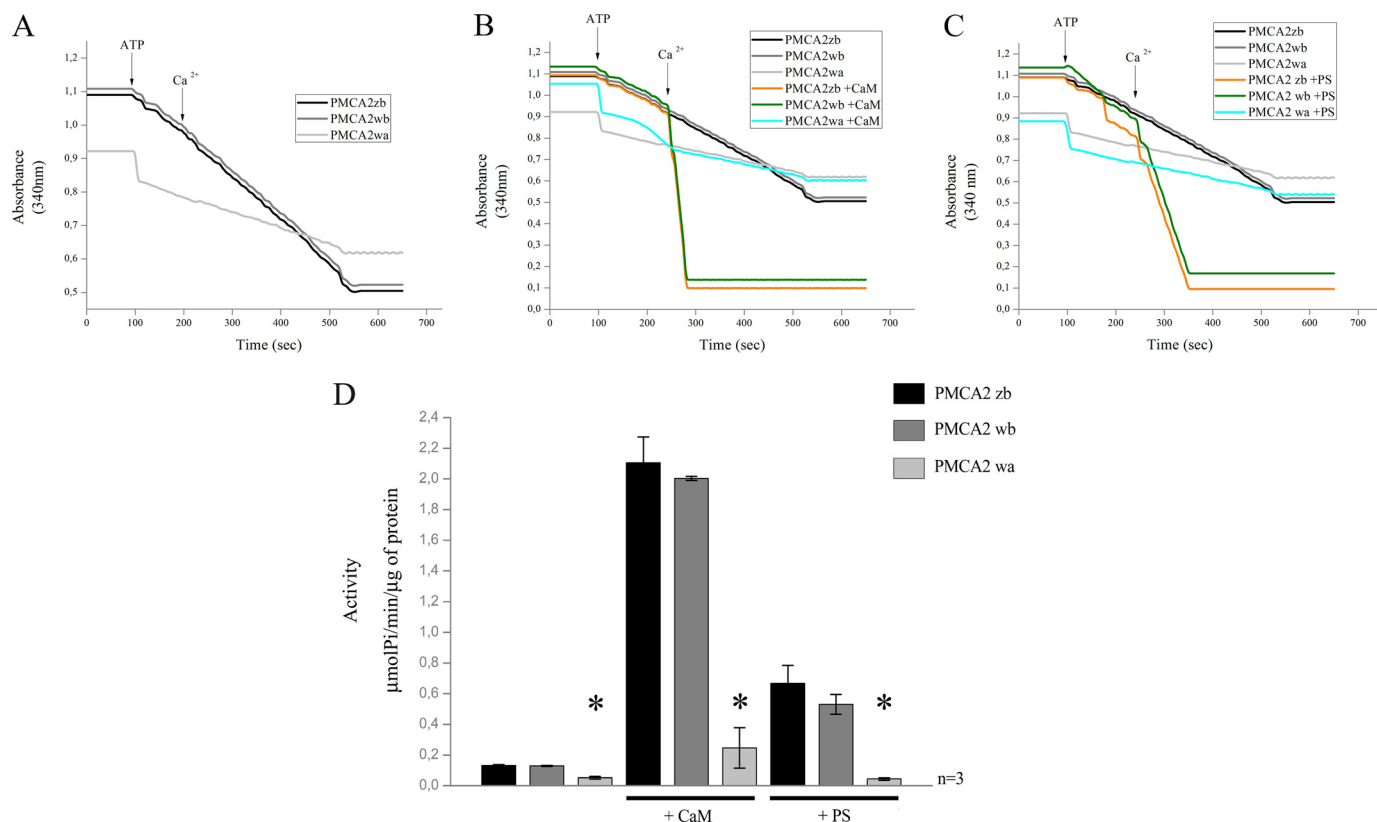 A
ATP
Ca 2+
PMCA2zb
PMCA2wb
PMCA2wa
Absorbance
(340nm)
1,1
1,0
0,9
0,8
0,7
0,6
0,5
0 100 200 300 400 500 600 700
Time (sec)
B
ATP
Ca 2+
PMCA2zb
PMCA2wb
PMCA2wa
PMCA2zb +CaM
PMCA2wb +CaM
PMCA2wa +CaM
Absorbance
(340nm)
1,2
1,1
1,0
0,9
0,8
0,7
0,6
0,5
0,4
0,3
0,2
0,1
0,0
0 100 200 300 400 500 600 700
Time (sec)
C
ATP
Ca 2+
PMCA2zb
PMCA2wb
PMCA2wa
PMCA2 zb +PS
PMCA2 wb +PS
PMCA2 wa +PS
Absorbance
(340 nm)
1,2
1,1
1,0
0,9
0,8
0,7
0,6
0,5
0,4
0,3
0,2
0,1
0,0
0 100 200 300 400 500 600 700
Time (sec)
D
PMCA2 zb
PMCA2 wb
PMCA2 wa
Activity
µmolPi/min/µg of protein
2,4
2,2
2,0
1,8
1,6
1,4
1,2
1,0
0,8
0,6
0,4
0,2
0,0
*
*
*
n=3
+ CaM
+ PS